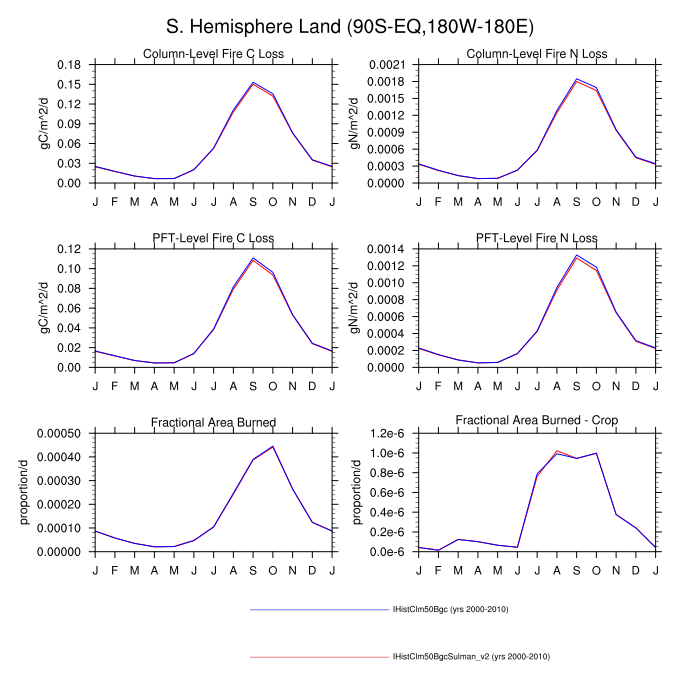 S. Hemisphere Land (90S-EQ,180W-180E)
Column-Level Fire C Loss
gC/m^2/d
0.18
0.15
0.12
0.09
0.06
0.03
0.00
J F M A M J J A S O N D J
Column-Level Fire N Loss
gN/m^2/d
0.0021
0.0018
0.0015
0.0012
0.0009
0.0006
0.0003
0.0000
J F M A M J J A S O N D J
PFT-Level Fire C Loss
gC/m^2/d
0.12
0.10
0.08
0.06
0.04
0.02
0.00
J F M A M J J A S O N D J
PFT-Level Fire N Loss
gN/m^2/d
0.0014
0.0012
0.0010
0.0008
0.0006
0.0004
0.0002
0.0000
J F M A M J J A S O N D J
Fractional Area Burned
proportion/d
0.00050
0.00040
0.00030
0.00020
0.00010
0.00000
J F M A M J J A S O N D J
Fractional Area Burned - Crop
proportion/d
1.2e-6
1.0e-6
0.8e-6
0.6e-6
0.4e-6
0.2e-6
0.0e-6
J F M A M J J A S O N D J
IHistClm50Bgc (yrs 2000-2010)
IHistClm50BgcSulman_v2 (yrs 2000-2010)